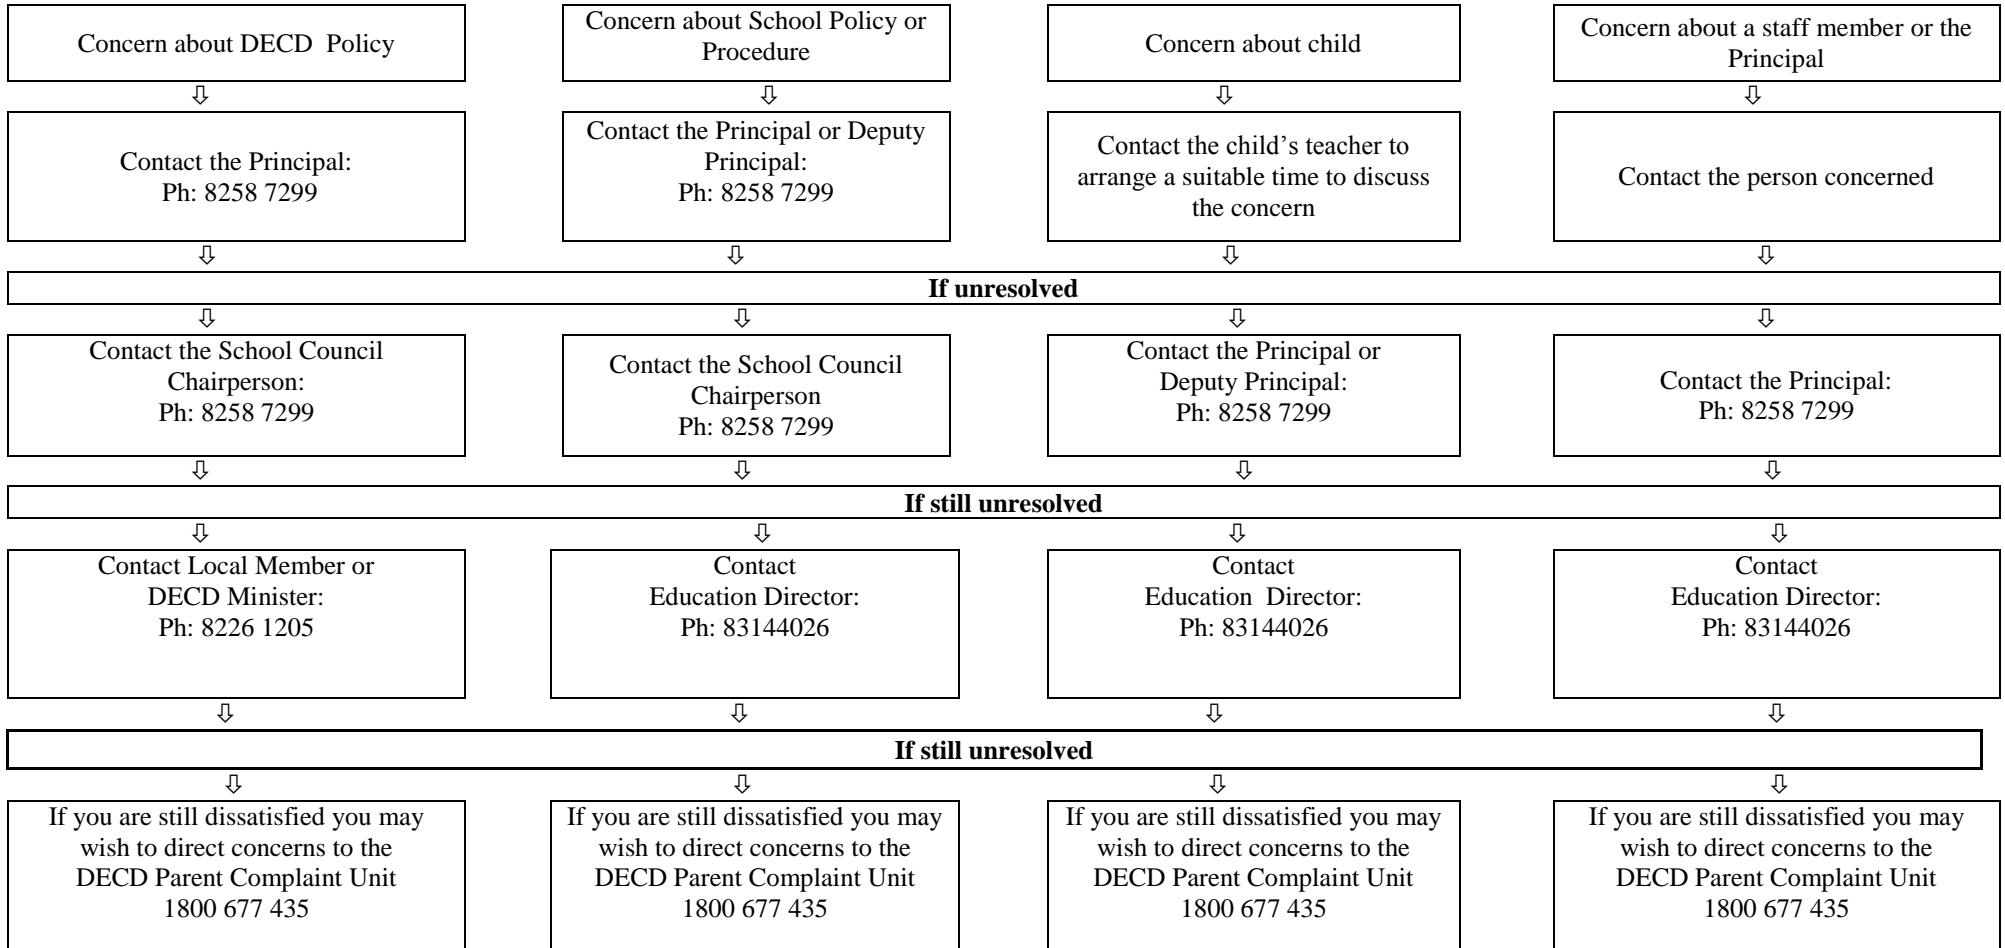 Concern about DECD  Policy
Concern about School Policy or
Procedure
Concern about child
Concern about a staff member or the
Principal
Contact the Principal:
Ph: 8258 7299
Contact the Principal or Deputy
Principal:
Ph: 8258 7299
Contact the child’s teacher to
arrange a suitable time to discuss
the concern
Contact the person concerned
If unresolved
Contact the School Council
Chairperson:
Ph: 8258 7299
Contact the School Council
Chairperson
Ph: 8258 7299
Contact the Principal or
Deputy Principal:
Ph: 8258 7299
Contact the Principal:
Ph: 8258 7299
If still unresolved
Contact Local Member or
DECD Minister:
Ph: 8226 1205
Contact
Education Director:
Ph: 83144026
Contact
Education  Director:
Ph: 83144026
Contact
Education Director:
Ph: 83144026
If still unresolved
If you are still dissatisfied you may
wish to direct concerns to the
DECD Parent Complaint Unit
1800 677 435
If you are still dissatisfied you may
wish to direct concerns to the
DECD Parent Complaint Unit
1800 677 435
If you are still dissatisfied you may
wish to direct concerns to the
DECD Parent Complaint Unit
1800 677 435
If you are still dissatisfied you may
wish to direct concerns to the
DECD Parent Complaint Unit
1800 677 435